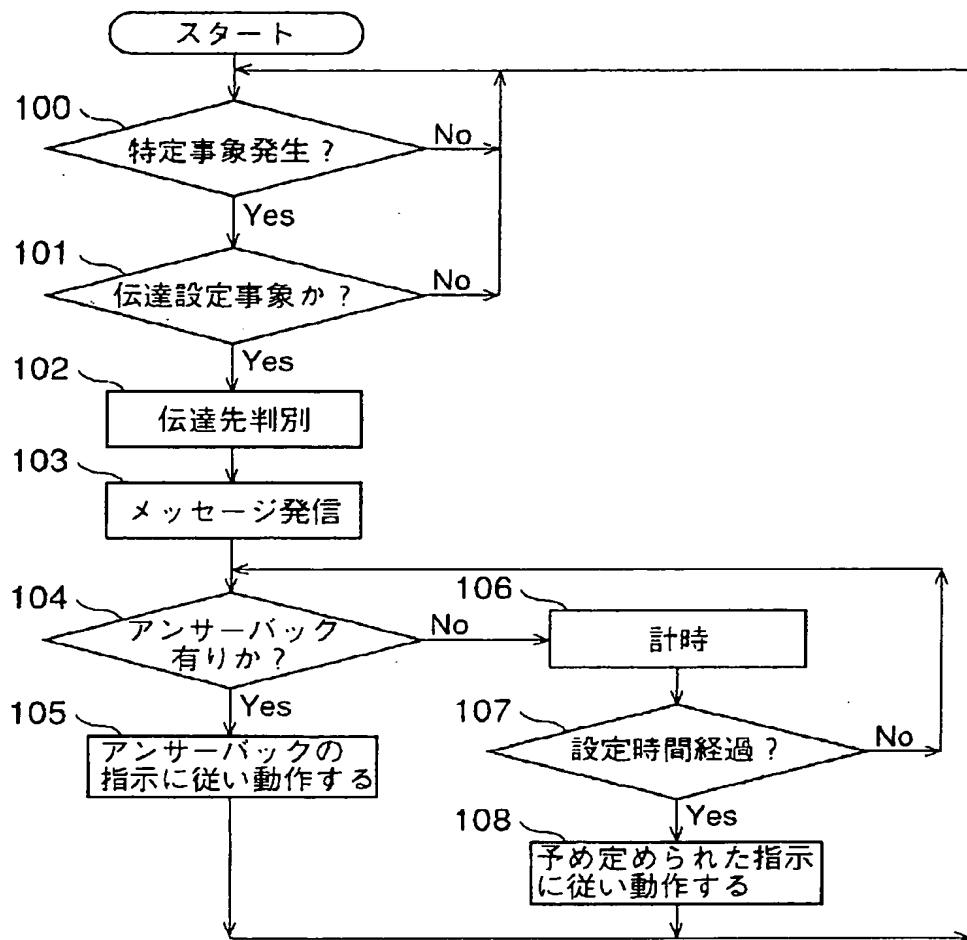 スタート
100
特定事象発生?
No
Yes
101
伝達設定事象か?
No
Yes
102
伝達先判別
103
メッセージ発信
104
アンサーバック
有りか?
No
Yes
105
アンサーバックの
指示に従い動作する
106
計時
107
設定時間経過?
No
Yes
108
予め定められた指示
に従い動作する